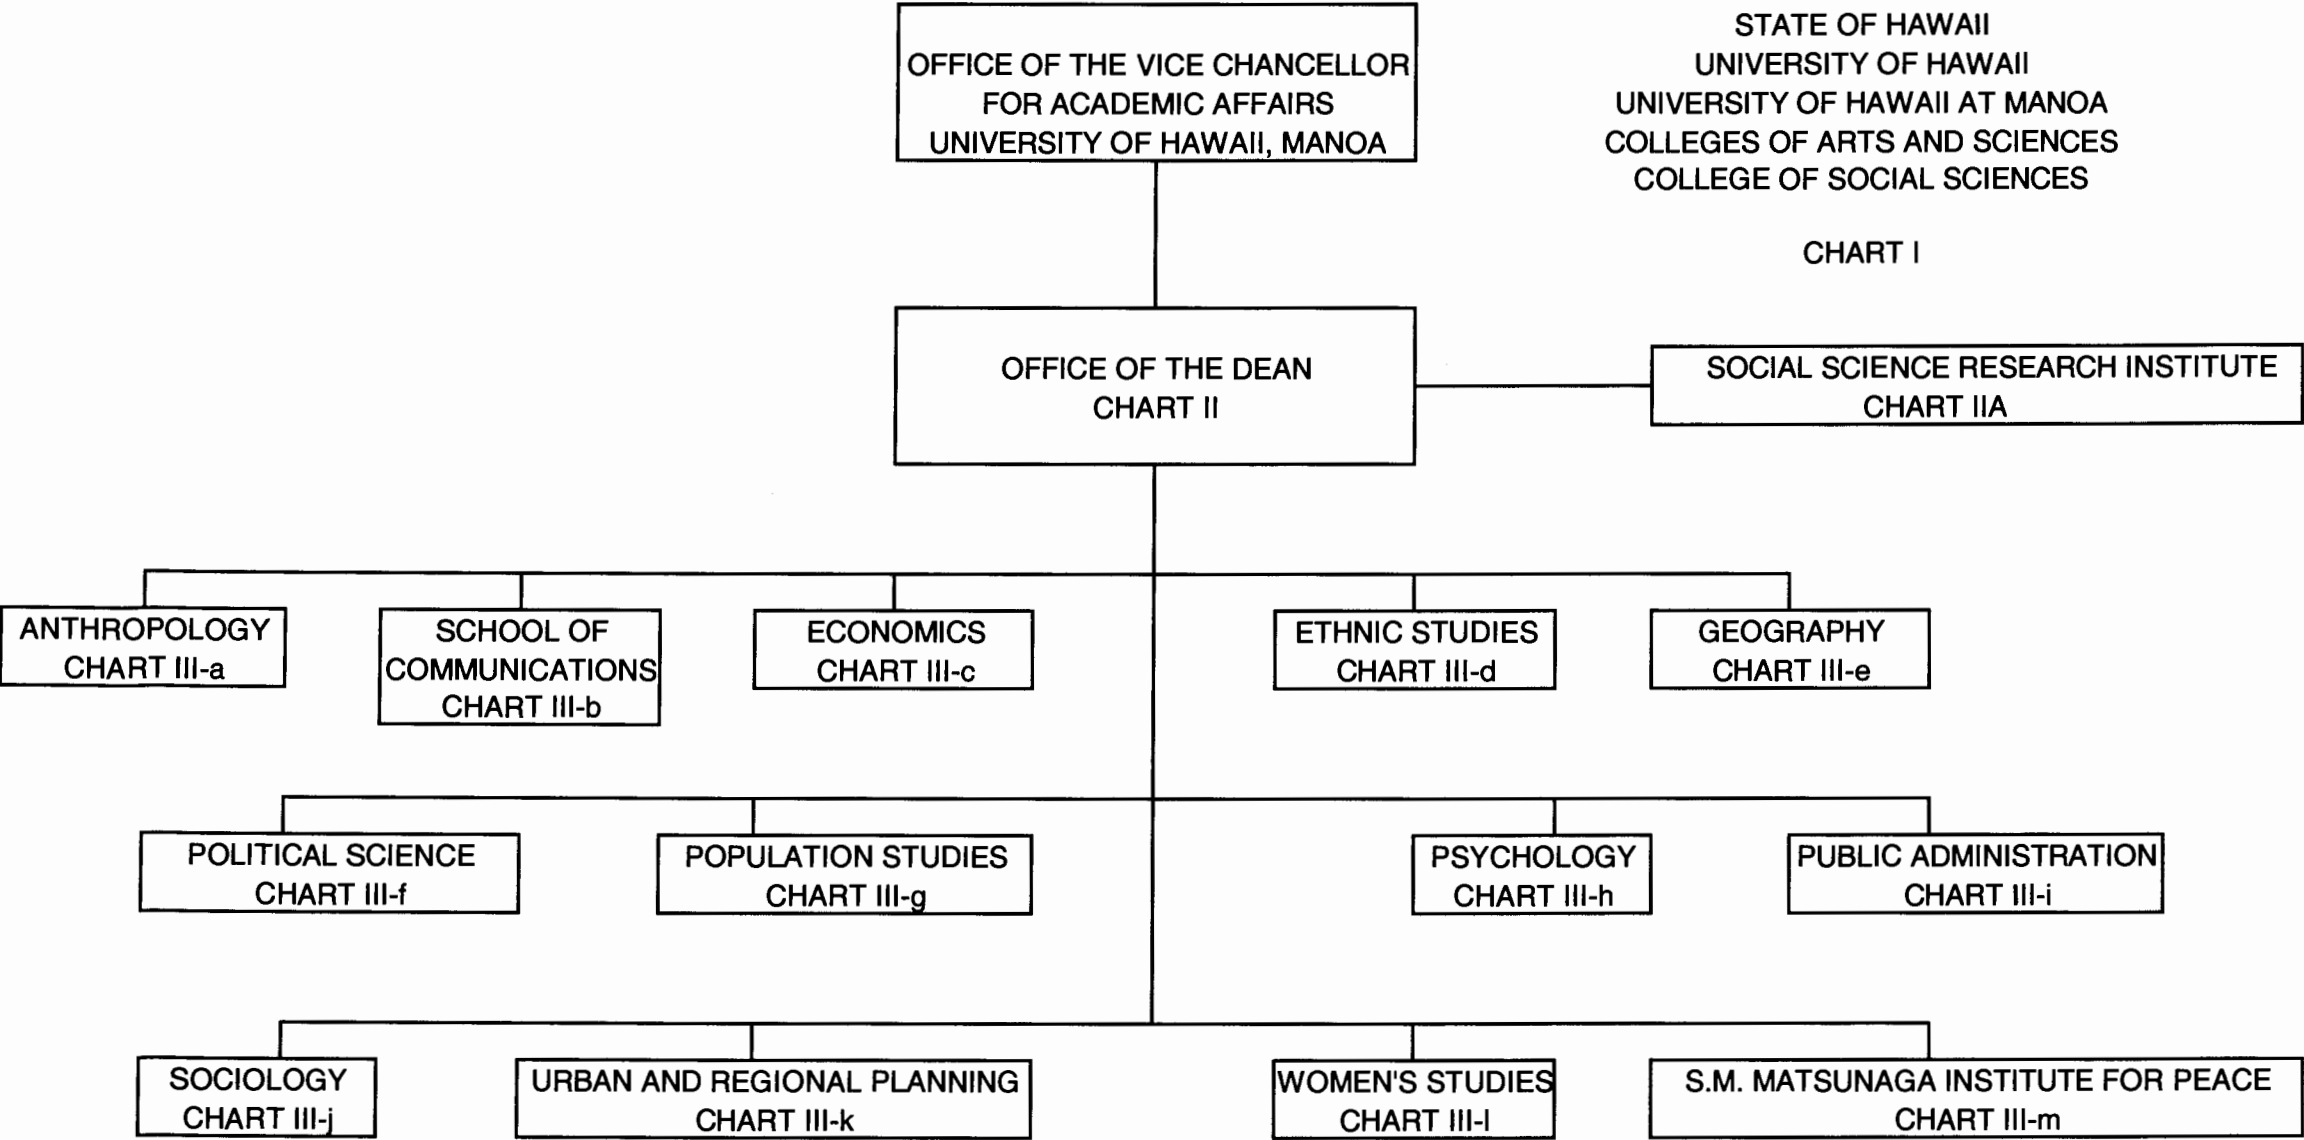 OFFICE OF THE VICE CHANCELLOR
FOR ACADEMIC AFFAIRS
UNIVERSITY OF HAWAII, MANOA
STATE OF HAWAII
UNIVERSITY OF HAWAII
UNIVERSITY OF HAWAII AT MANOA
COLLEGES OF ARTS AND SCIENCES
COLLEGE OF SOCIAL SCIENCES
CHART I
OFFICE OF THE DEAN
CHART II
SOCIAL SCIENCE RESEARCH INSTITUTE
CHART IIA
ANTHROPOLOGY
CHART III-a
SCHOOL OF
COMMUNICATIONS
CHART III-b
ECONOMICS
CHART III-c
ETHNIC STUDIES
CHART III-d
GEOGRAPHY
CHART III-e
POLITICAL SCIENCE
CHART III-f
POPULATION STUDIES
CHART III-g
PSYCHOLOGY
CHART III-h
PUBLIC ADMINISTRATION
CHART III-i
SOCIOLOGY
CHART III-j
URBAN AND REGIONAL PLANNING
CHART III-k
WOMEN'S STUDIES
CHART III-l
S.M. MATSUNAGA INSTITUTE FOR PEACE
CHART III-m